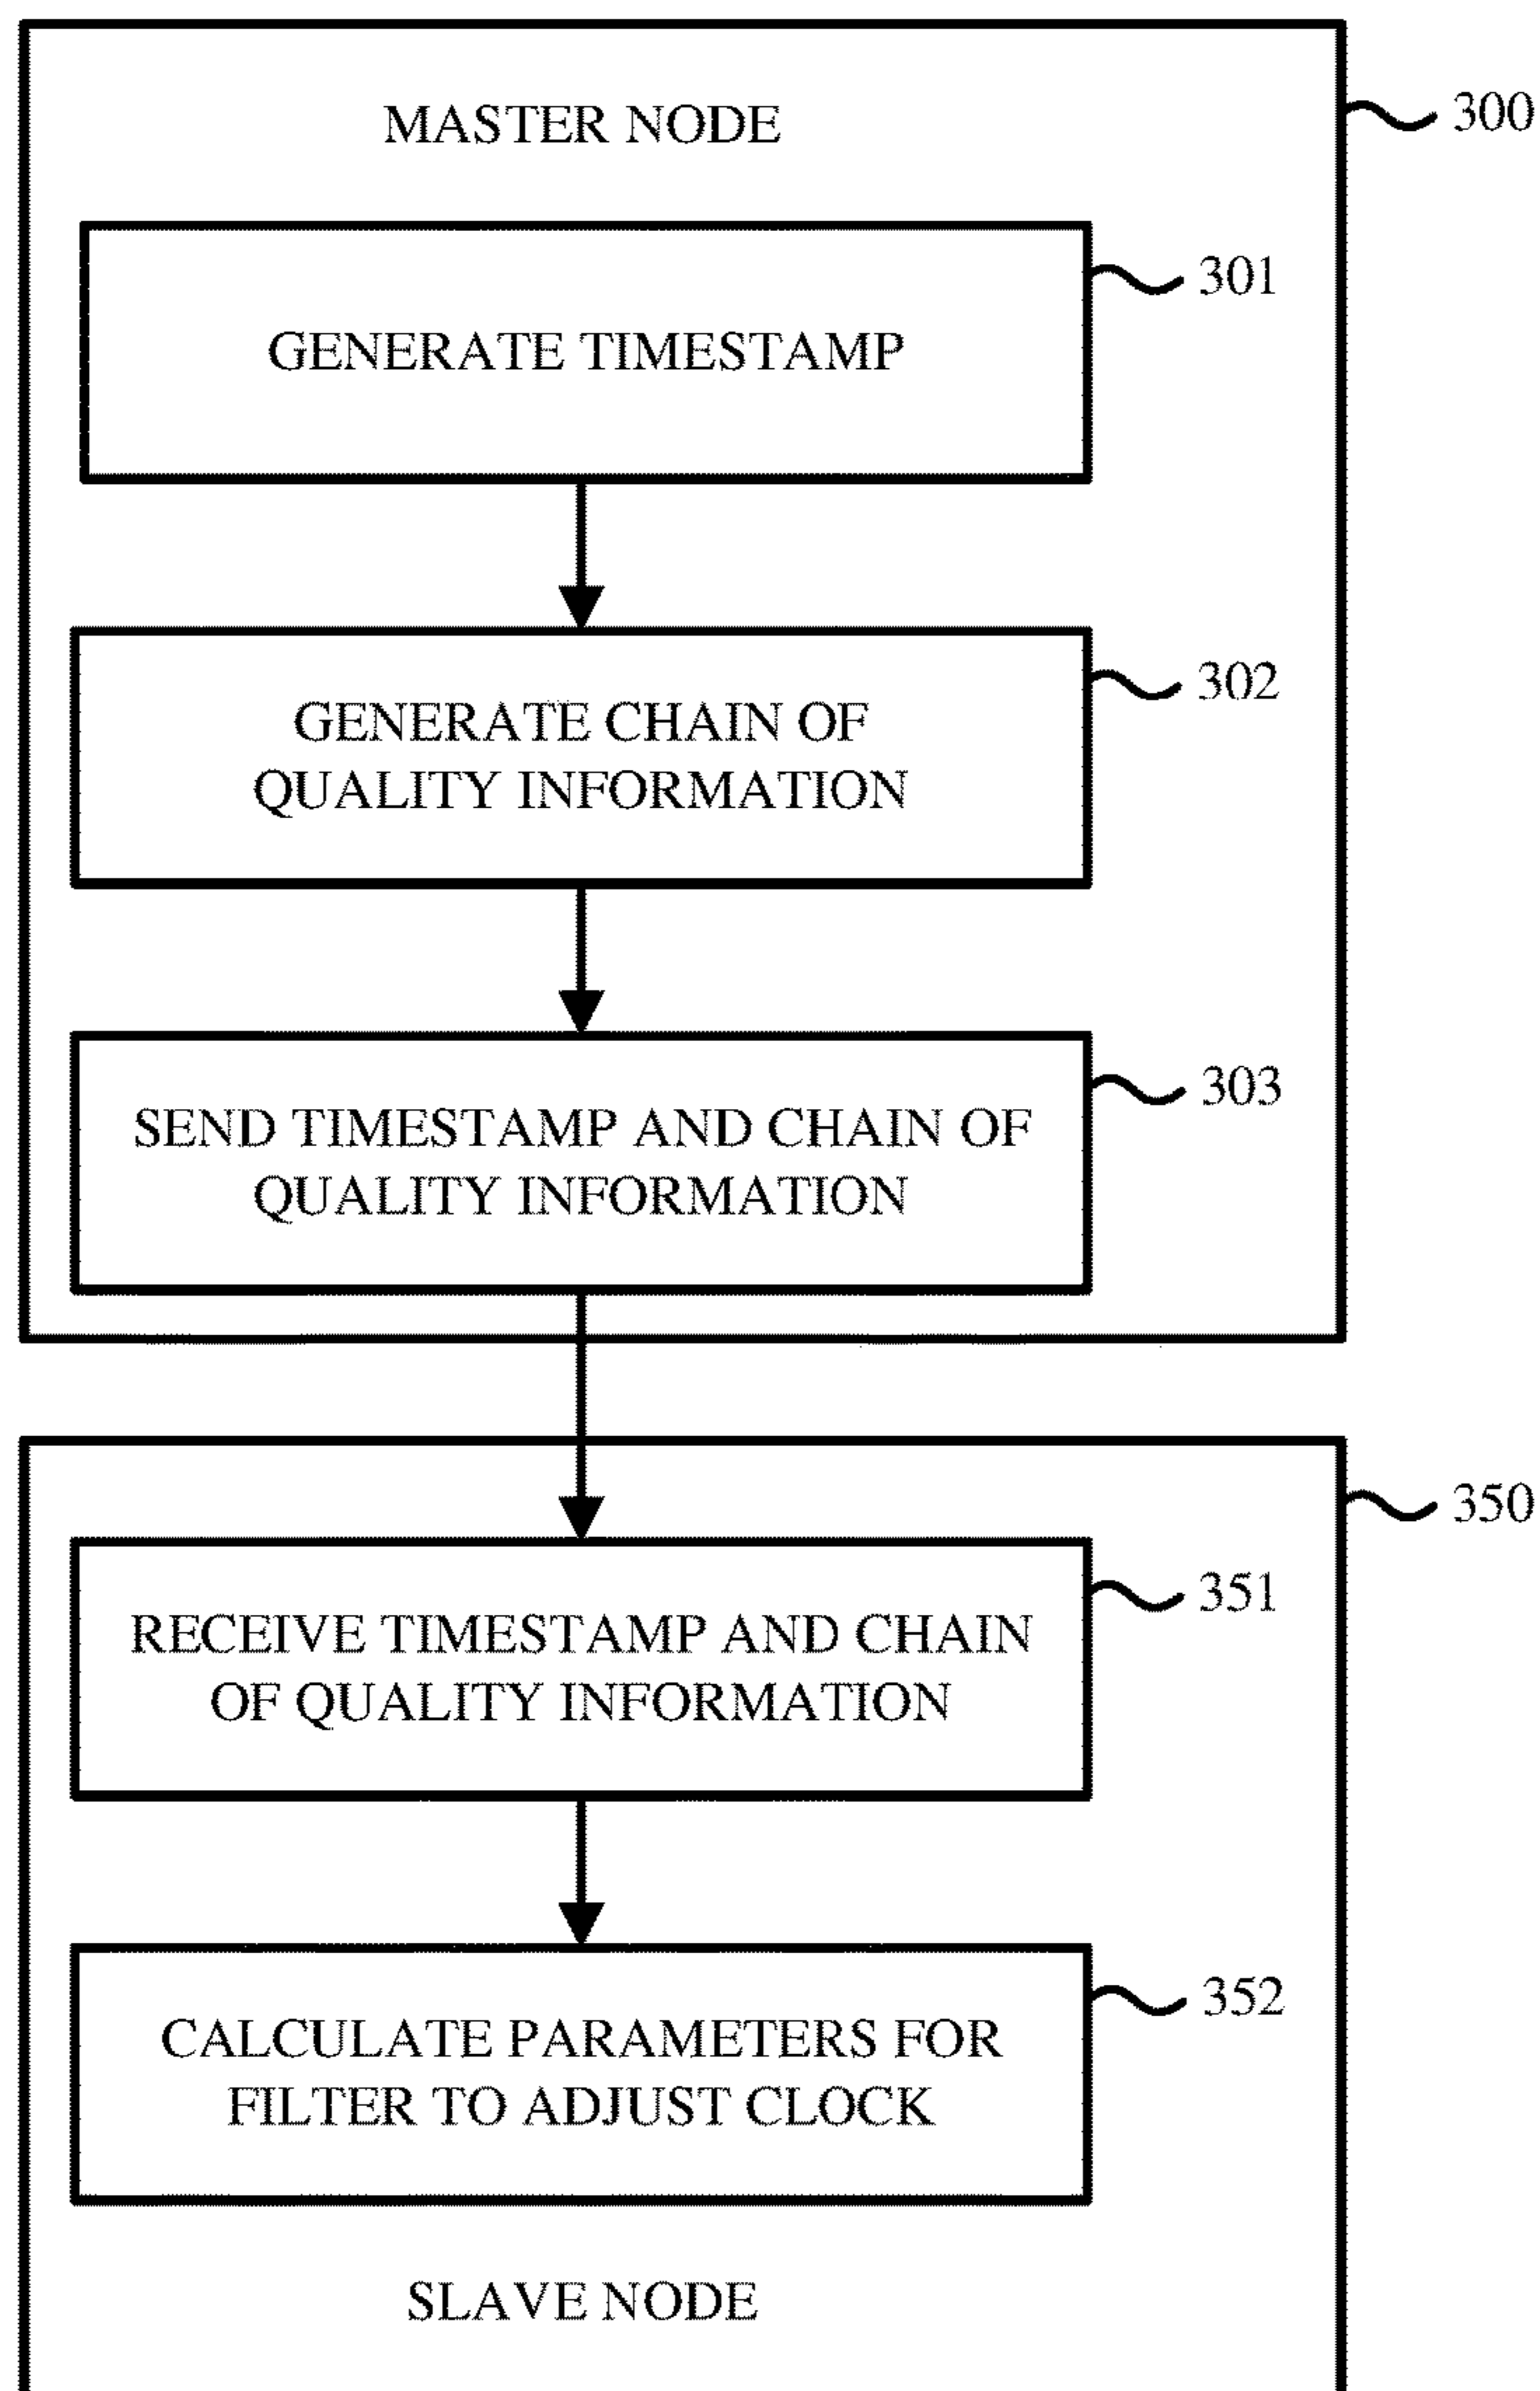 MASTER NODE
300
301
GENERATE TIMESTAMP
302
GENERATE CHAIN OF
QUALITY INFORMATION
303
SEND TIMESTAMP AND CHAIN OF
QUALITY INFORMATION
350
351
RECEIVE TIMESTAMP AND CHAIN
OF QUALITY INFORMATION
352
CALCULATE PARAMETERS FOR
FILTER TO ADJUST CLOCK
SLAVE NODE